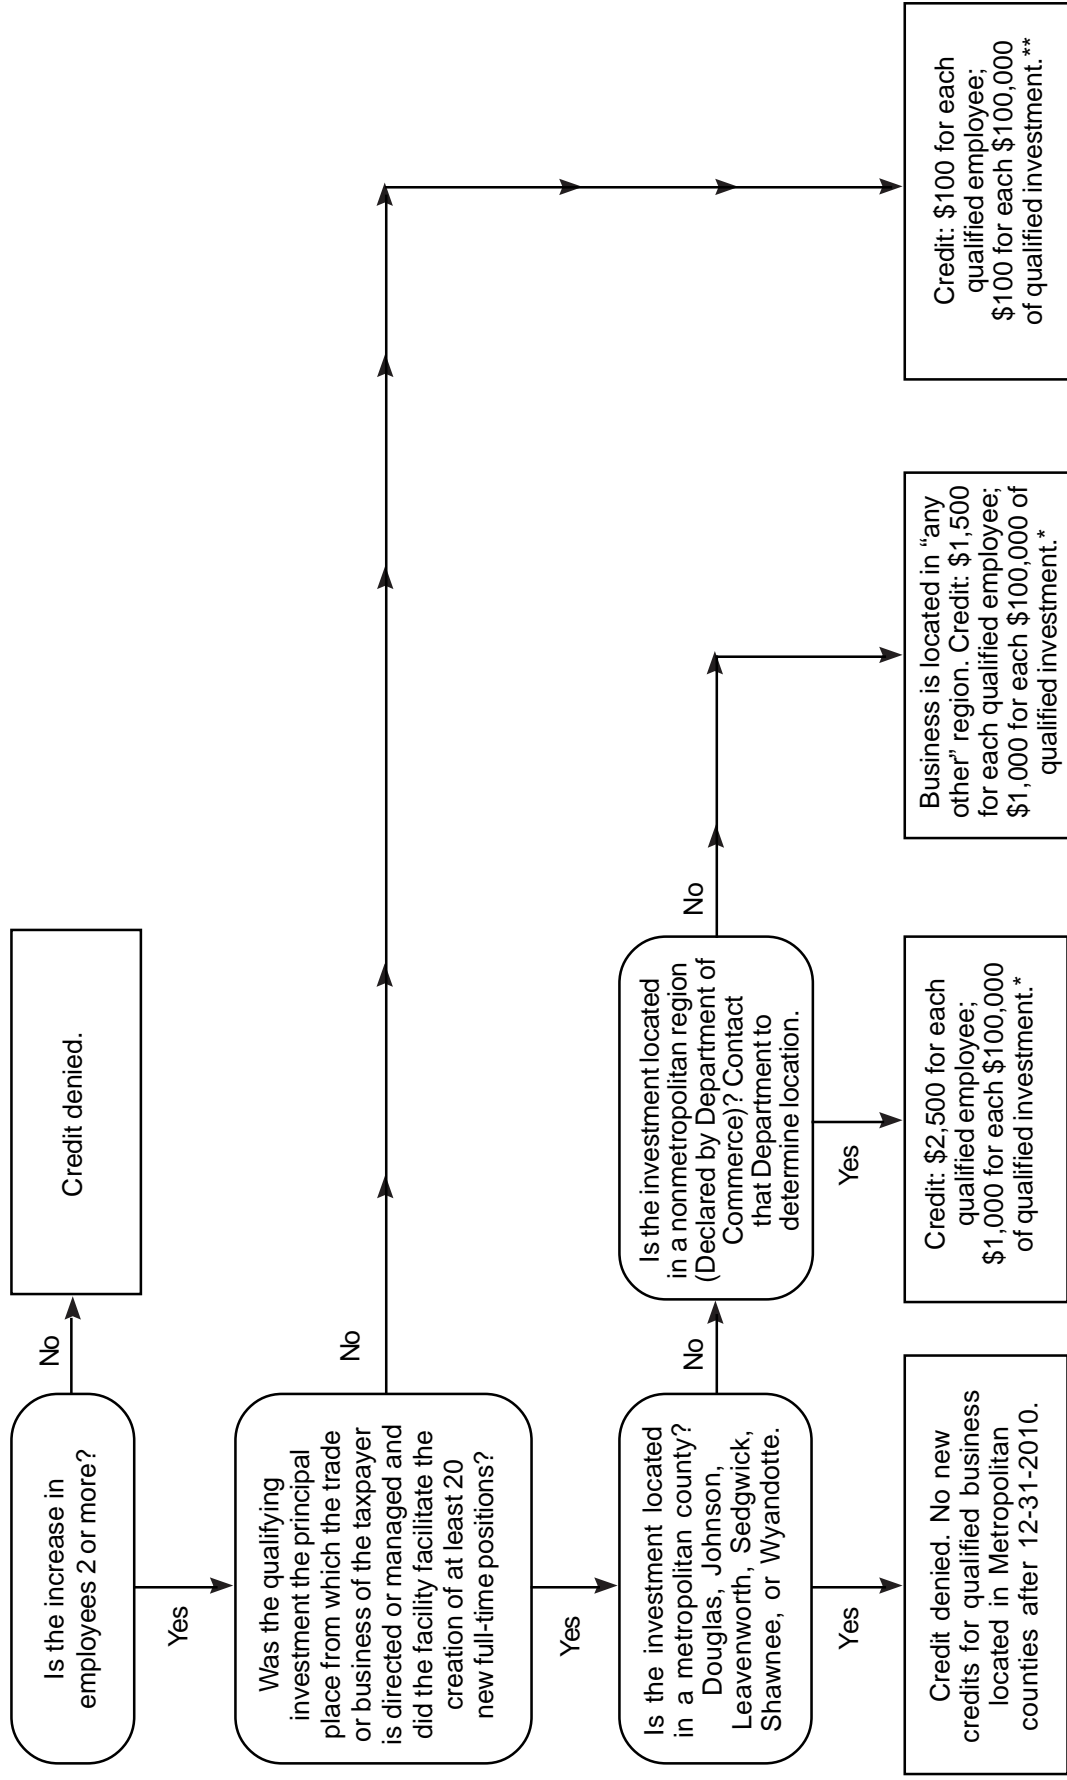 Is the increase in
employees 2 or more?
No
Credit denied.
Yes
Was the qualifying
investment the principal
place from which the trade
or business of the taxpayer
is directed or managed and
did the facility facilitate the
creation of at least 20
new full-time positions?
No
Yes
Is the investment located
in a metropolitan county?
Douglas, Johnson,
Leavenworth, Sedgwick,
Shawnee, or Wyandotte.
No
Is the investment located
in a nonmetropolitan region
(Declared by Department of
Commerce)? Contact
that Department to
determine location.
No
Yes
Yes
Credit denied. No new
credits for qualified business
located in Metropolitan
counties after 12-31-2010.
Credit: $2,500 for each
qualified employee;
$1,000 for each $100,000
of qualified investment.*
Business is located in “any
other” region. Credit: $1,500
for each qualified employee;
$1,000 for each $100,000 of
qualified investment.*
Credit: $100 for each
qualified employee;
$100 for each $100,000
of qualified investment.**